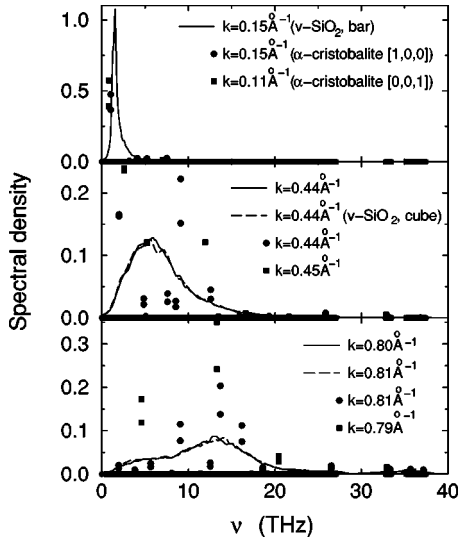 Spectral density
1.0
0.5
0.0
k=0.15Å⁻¹(v-SiO₂, bar)
k=0.15Å⁻¹(α-cristobalite [1,0,0])
k=0.11Å⁻¹(α-cristobalite [0,0,1])
0.2
0.1
0.0
k=0.44Å⁻¹
k=0.44Å⁻¹(v-SiO₂, cube)
k=0.44Å⁻¹
k=0.45Å⁻¹
0.3
0.2
0.1
0.0
k=0.80Å⁻¹
k=0.81Å⁻¹
k=0.81Å⁻¹
k=0.79Å⁻¹
0 10 20 30 40
ν (THz)